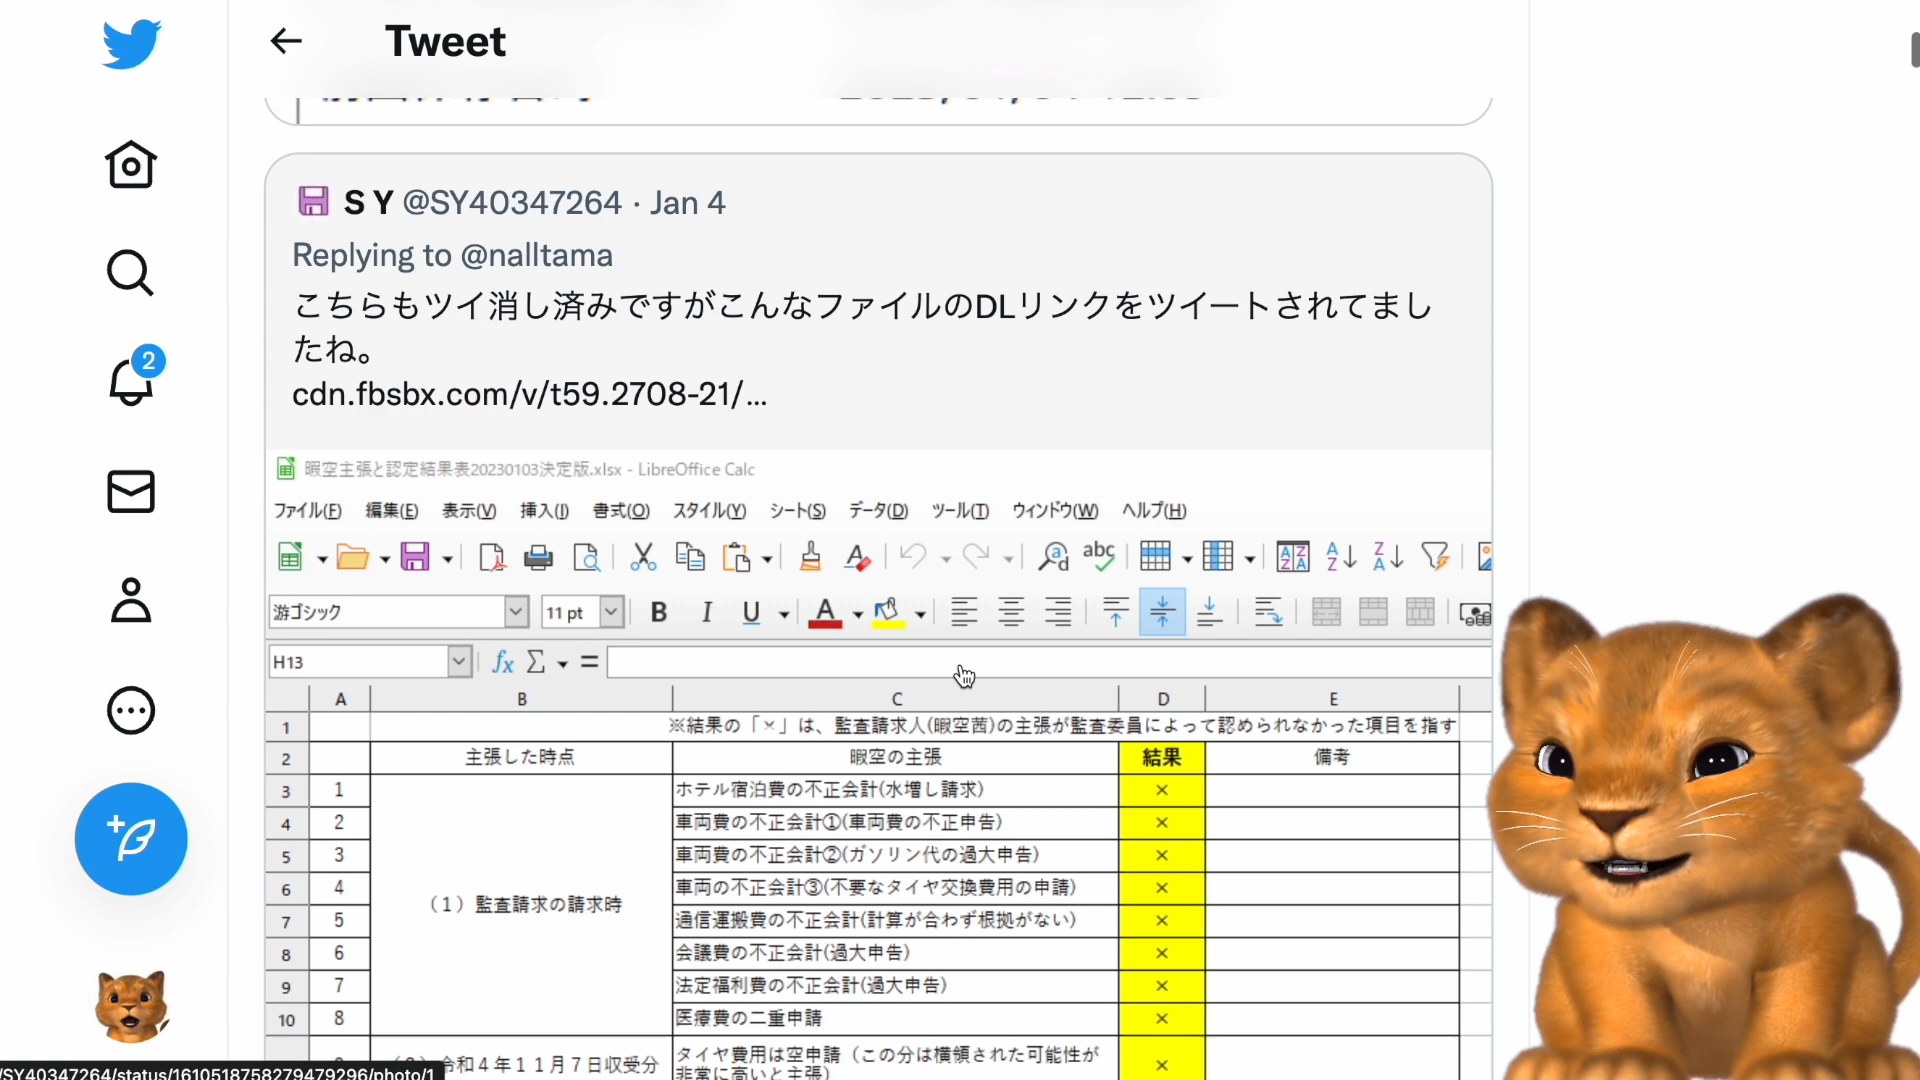 Tweet
S Y @SY40347264 · Jan 4
Replying to @nalltama
こちらもツイ消し済みですがこんなファイルのDLリンクをツイートされてまし
たね。
cdn.fbsbx.com/v/t59.2708-21/…
2
暇空主張と認定結果表20230103決定版.xlsx - LibreOffice Calc
ファイル(F) 編集(E) 表示(V) 挿入(I) 書式(O) スタイル(Y) シート(S) データ(D) ツール(T) ウィンドウ(W) ヘルプ(H)
游ゴシック 11 pt B I U A
H13 fx Σ =
A B C D E
1 ※結果の「×」は、監査請求人(暇空茜)の主張が監査委員によって認められなかった項目を指す
2 主張した時点 暇空の主張 結果 備考
3 1 ホテル宿泊費の不正会計(水増し請求) ×
4 2 車両費の不正会計①(車両費の不正申告) ×
5 3 車両費の不正会計②(ガソリン代の過大申告) ×
6 4 車両の不正会計③(不要なタイヤ交換費用の申請) ×
（1）監査請求の請求時
7 5 通信運搬費の不正会計(計算が合わず根拠がない) ×
8 6 会議費の不正会計(過大申告) ×
9 7 法定福利費の不正会計(過大申告) ×
10 8 医療費の二重申請 ×
令和4年11月7日収受分 タイヤ費用は空申請（この分は横領された可能性が ×
非常に高いと主張）
/SY40347264/status/1610518758279479296/photo/1